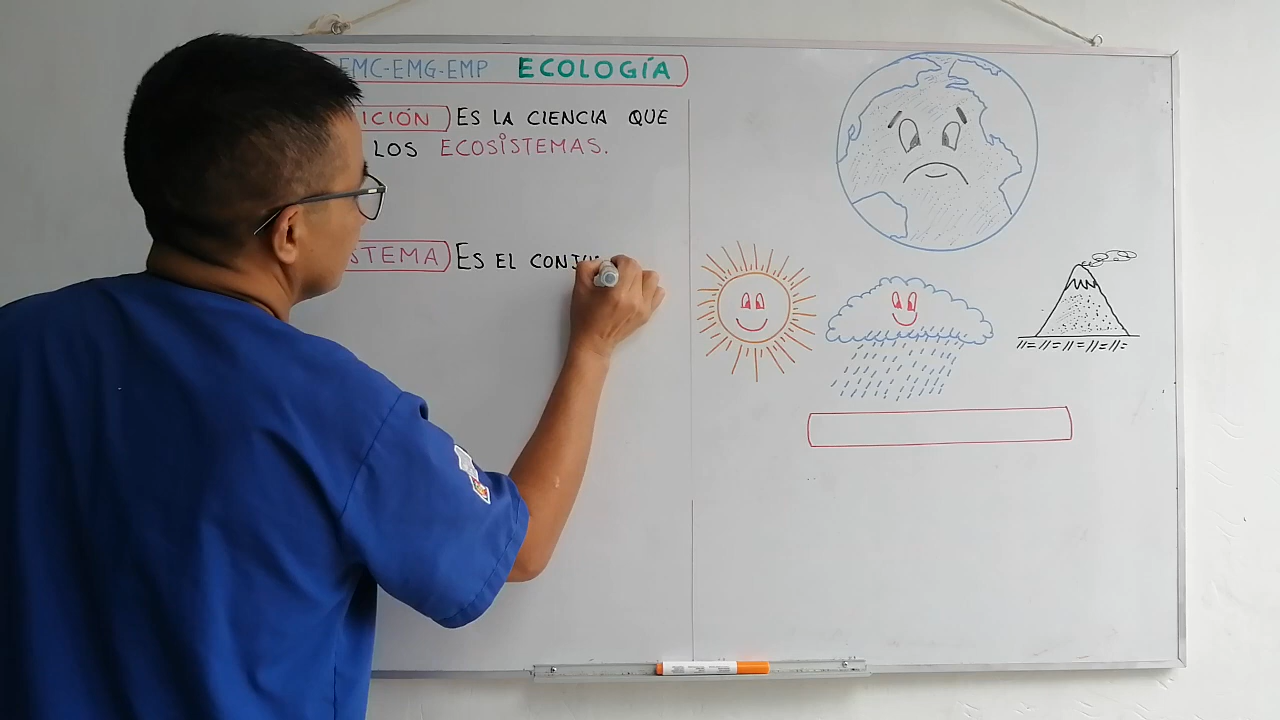 EMC-EMG-EMP ECOLOGÍA
ICIÓN ES LA CIENCIA QUE
LOS ECOSISTEMAS.
STEMA ES EL CONJU